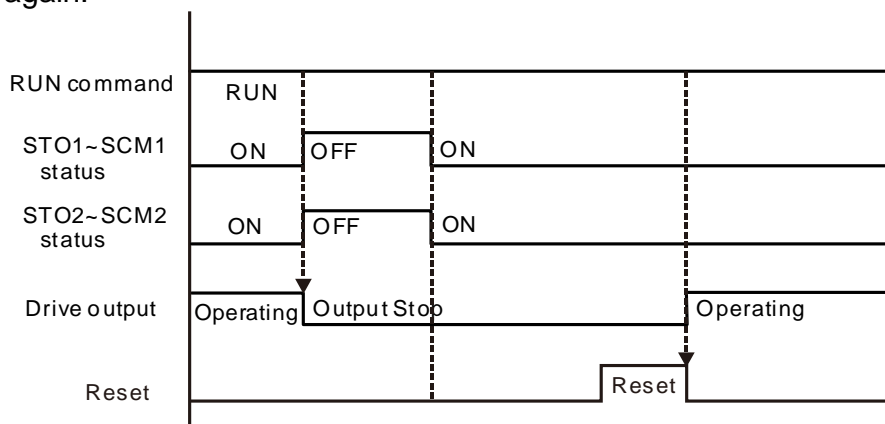 again.
RUN command
RUN
STO1~SCM1
status
ON
OFF
ON
STO2~SCM2
status
ON
OFF
ON
Drive output
Operating
Output Stop
Operating
Reset
Reset